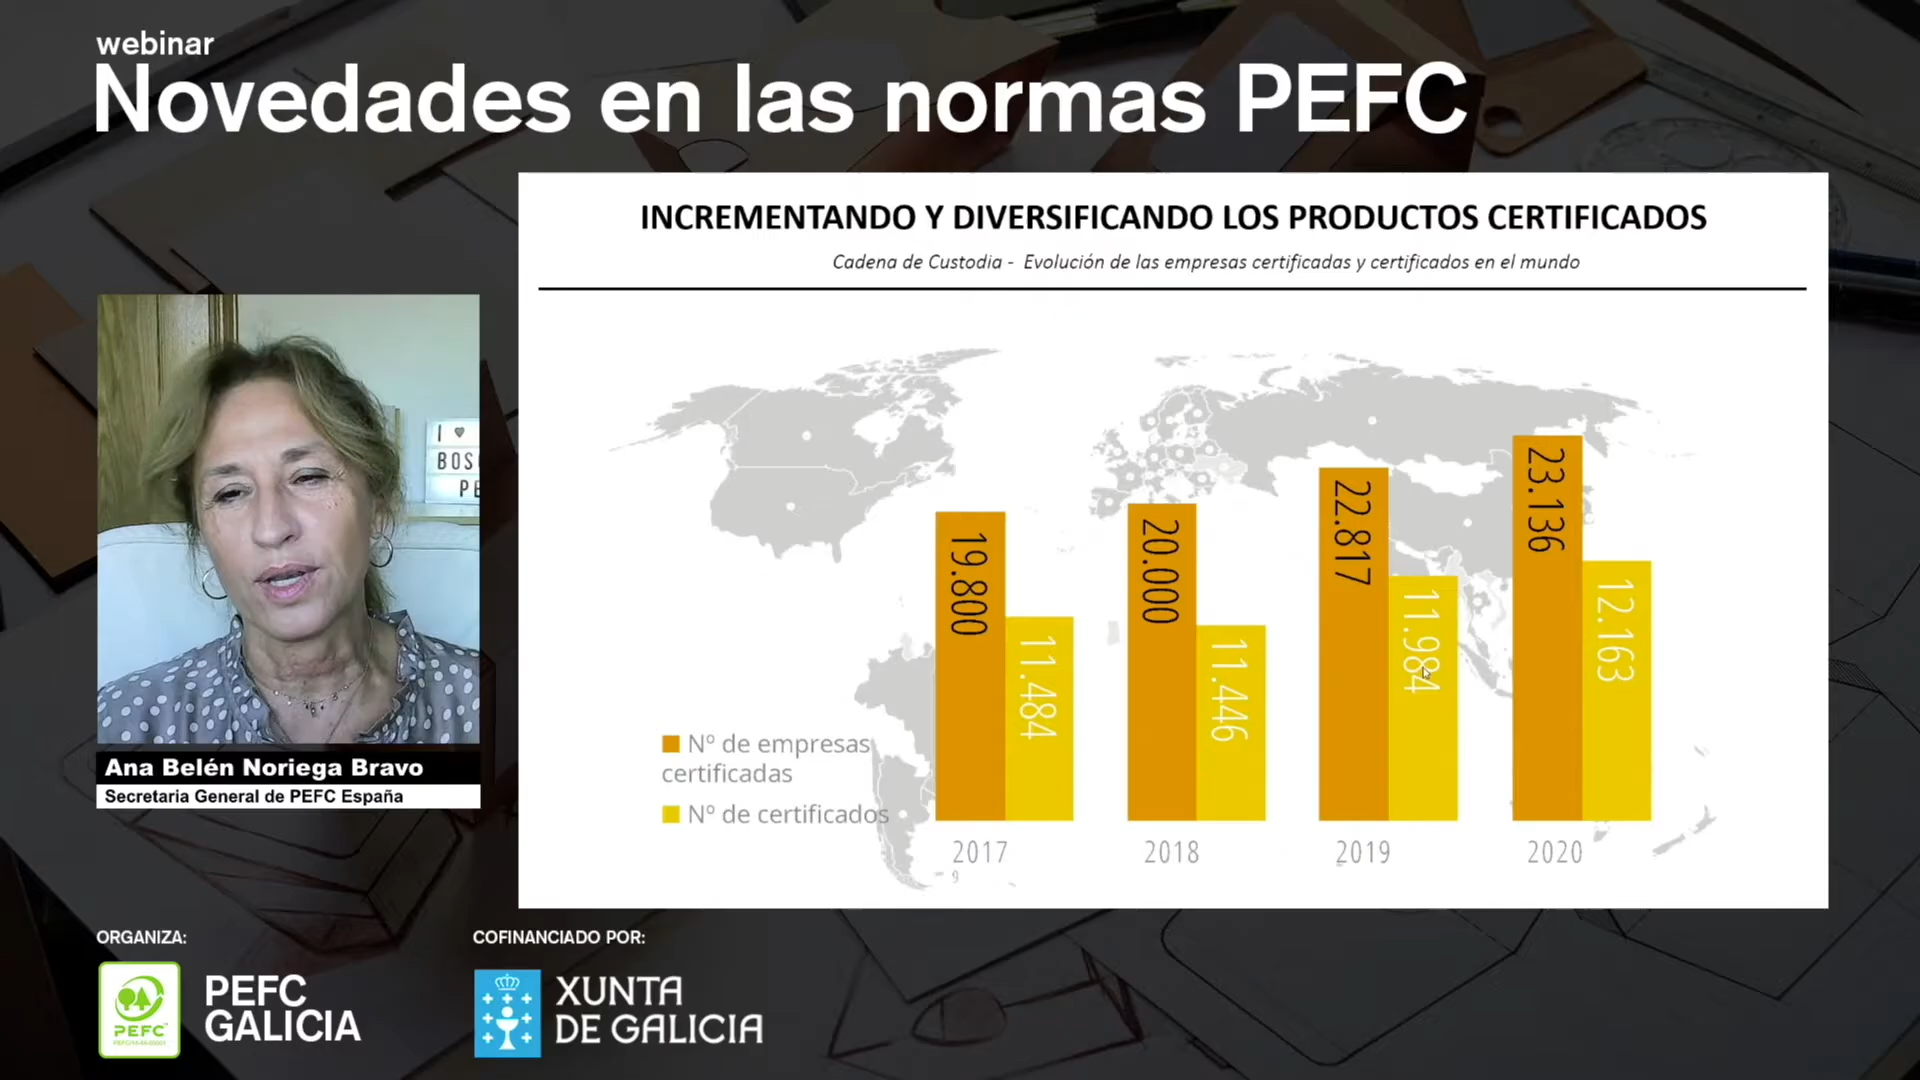 webinar
Novedades en las normas PEFC
INCREMENTANDO Y DIVERSIFICANDO LOS PRODUCTOS CERTIFICADOS
Cadena de Custodia - Evolución de las empresas certificadas y certificados en el mundo
I ♥
BOS
PE
Ana Belén Noriega Bravo
Secretaria General de PEFC España
19.800
11.484
20.000
11.446
22.817
11.984
23.136
12.163
Nº de empresas
certificadas
Nº de certificados
2017
2018
2019
2020
9
ORGANIZA:
PEFC
PEFC
GALICIA
COFINANCIADO POR:
XUNTA
DE GALICIA